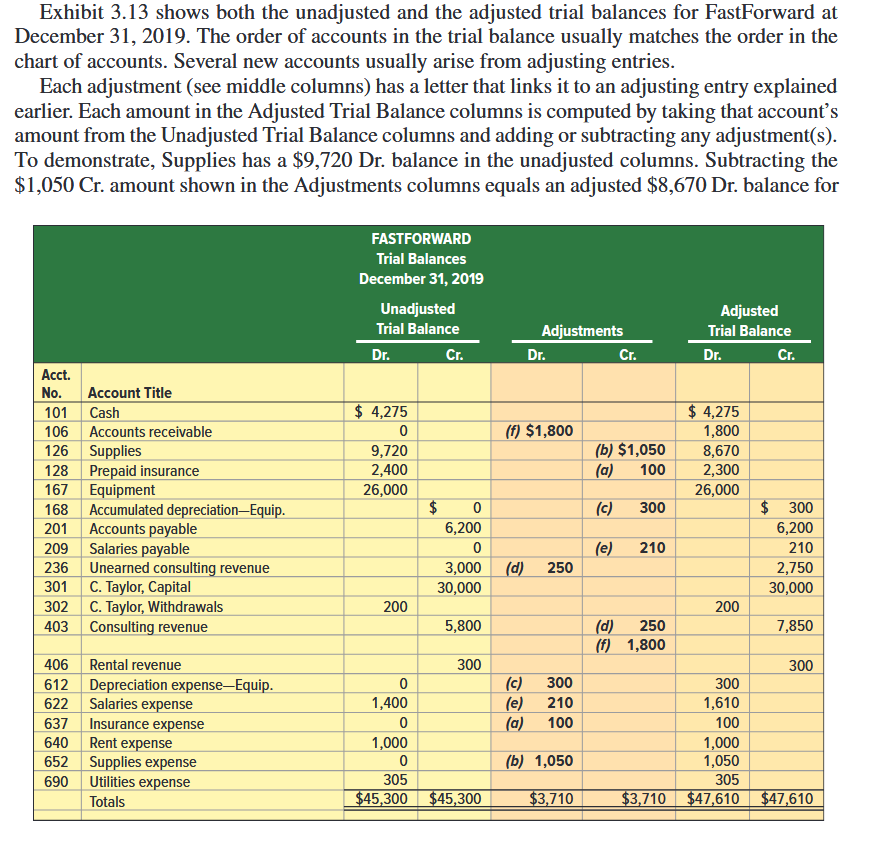 Exhibit 3.13 shows both the unadjusted and the adjusted trial balances for FastForward at
December 31, 2019. The order of accounts in the trial balance usually matches the order in the
chart of accounts. Several new accounts usually arise from adjusting entries.
Each adjustment (see middle columns) has a letter that links it to an adjusting entry explained
earlier. Each amount in the Adjusted Trial Balance columns is computed by taking that account’s
amount from the Unadjusted Trial Balance columns and adding or subtracting any adjustment(s).
To demonstrate, Supplies has a $9,720 Dr. balance in the unadjusted columns. Subtracting the
$1,050 Cr. amount shown in the Adjustments columns equals an adjusted $8,670 Dr. balance for
FASTFORWARD
Trial Balances
December 31, 2019
Unadjusted Adjusted
Trial Balance Adjustments Trial Balance
Dr. Cr. Dr. Cr. Dr. Cr.
Acct.
No. Account Title
101 Cash $ 4,275 $ 4,275
106 Accounts receivable 0 (f) $1,800 1,800
126 Supplies 9,720 (b) $1,050 8,670
128 Prepaid insurance 2,400 (a) 100 2,300
167 Equipment 26,000 26,000
168 Accumulated depreciation—Equip. $ 0 (c) 300 $ 300
201 Accounts payable 6,200 6,200
209 Salaries payable 0 (e) 210 210
236 Unearned consulting revenue 3,000 (d) 250 2,750
301 C. Taylor, Capital 30,000 30,000
302 C. Taylor, Withdrawals 200 200
403 Consulting revenue 5,800 (d) 250 7,850
(f) 1,800
406 Rental revenue 300 300
612 Depreciation expense—Equip. 0 (c) 300 300
622 Salaries expense 1,400 (e) 210 1,610
637 Insurance expense 0 (a) 100 100
640 Rent expense 1,000 1,000
652 Supplies expense 0 (b) 1,050 1,050
690 Utilities expense 305 305
Totals $45,300 $45,300 $3,710 $3,710 $47,610 $47,610